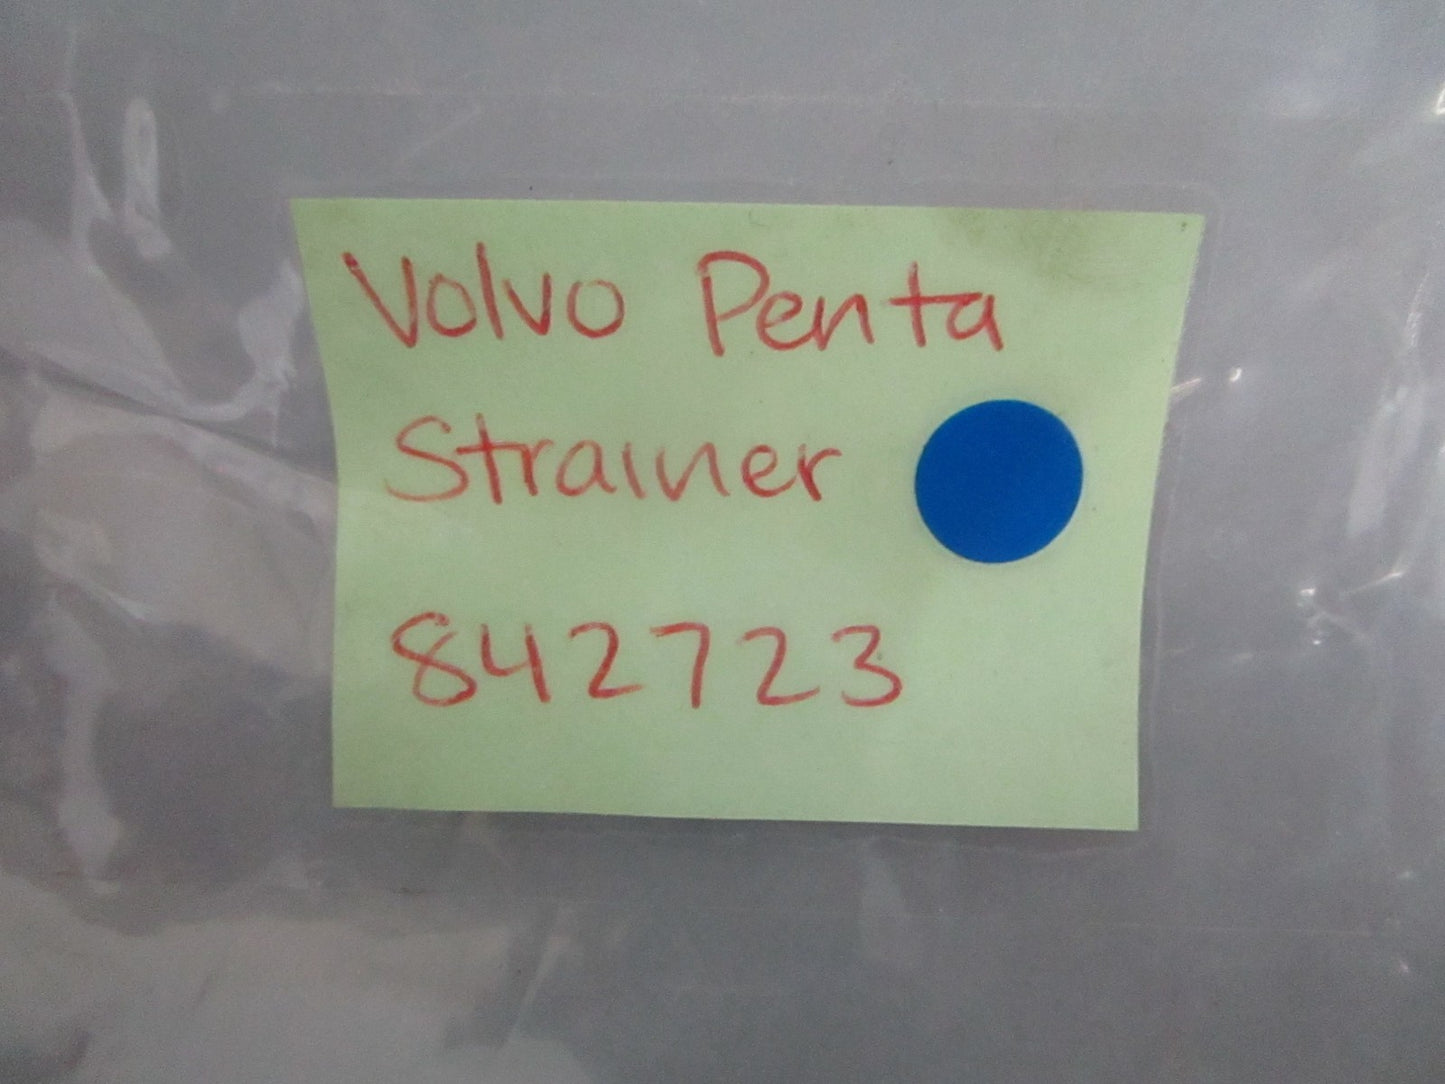 Volvo Penta
Strainer
842723